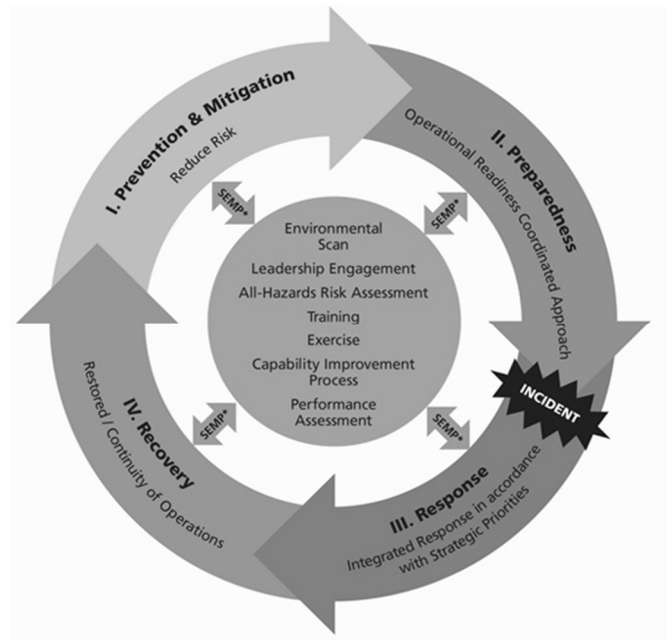 I. Prevention & Mitigation
Reduce Risk
II. Preparedness
Operational Readiness Coordinated Approach
INCIDENT
III. Response
Integrated Response in accordance
with Strategic Priorities
IV. Recovery
Restored / Continuity of Operations
SEMP*
SEMP*
SEMP*
SEMP*
Environmental
Scan
Leadership Engagement
All-Hazards Risk Assessment
Training
Exercise
Capability Improvement
Process
Performance
Assessment